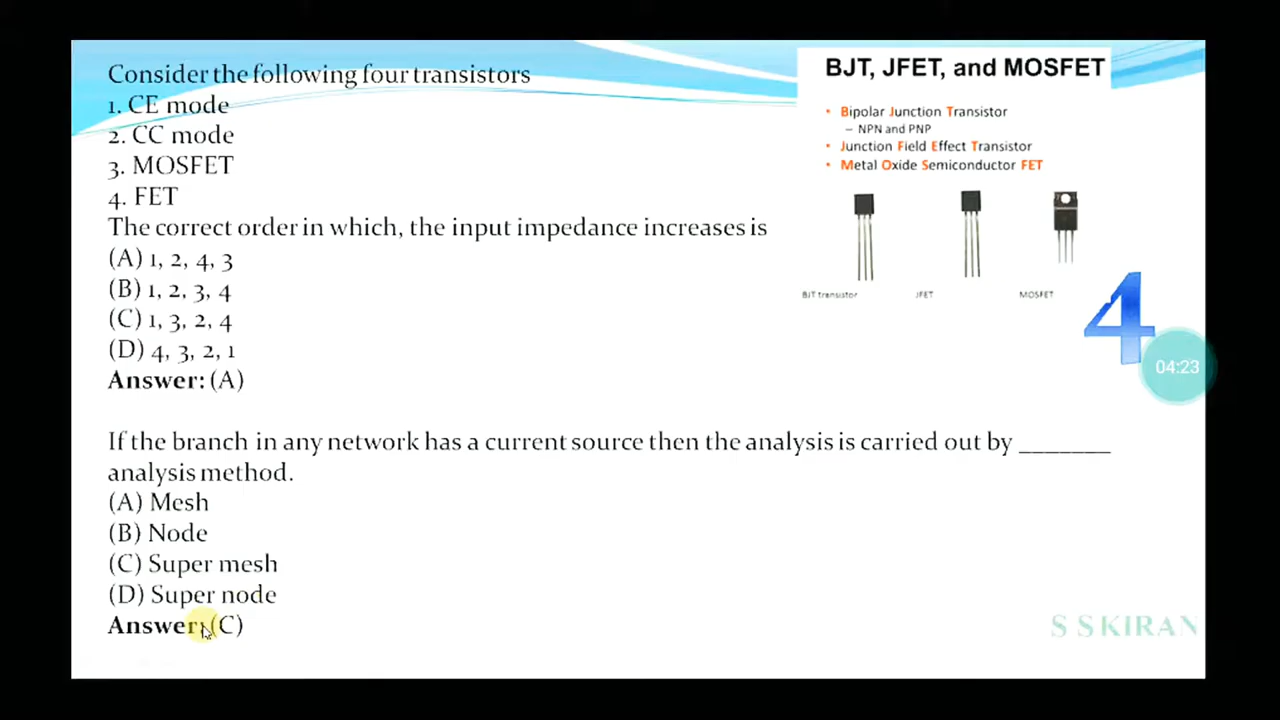 Consider the following four transistors
1. CE mode
2. CC mode
3. MOSFET
4. FET
The correct order in which, the input impedance increases is
(A) 1, 2, 4, 3
(B) 1, 2, 3, 4
(C) 1, 3, 2, 4
(D) 4, 3, 2, 1
Answer: (A)
If the branch in any network has a current source then the analysis is carried out by _______
analysis method.
(A) Mesh
(B) Node
(C) Super mesh
(D) Super node
Answer: (C)
BJT, JFET, and MOSFET
• Bipolar Junction Transistor
– NPN and PNP
• Junction Field Effect Transistor
• Metal Oxide Semiconductor FET
BJT transistor JFET MOSFET
4
04:23
S S KIRAN